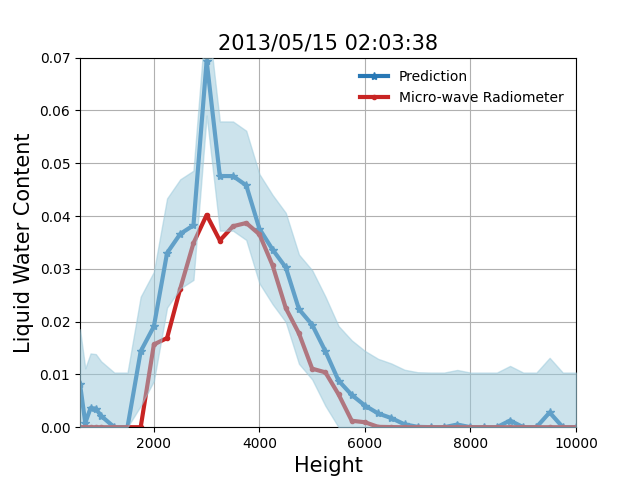 2013/05/15 02:03:38
Prediction
Micro-wave Radiometer
Liquid Water Content
0.07
0.06
0.05
0.04
0.03
0.02
0.01
0.00
2000 4000 6000 8000 10000
Height